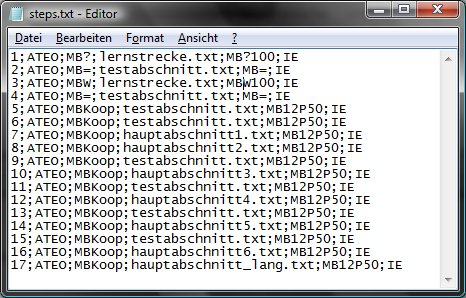 steps.txt - Editor
Datei Bearbeiten Format Ansicht ?
1;ATEO;MB?;lernstrecke.txt;MB?100;IE
2;ATEO;MB=;testabschnitt.txt;MB=;IE
3;ATEO;MBW;lernstrecke.txt;MBW100;IE
4;ATEO;MB=;testabschnitt.txt;MB=;IE
5;ATEO;MBKoop;testabschnitt.txt;MB12P50;IE
6;ATEO;MBKoop;testabschnitt.txt;MB12P50;IE
7;ATEO;MBKoop;hauptabschnitt1.txt;MB12P50;IE
8;ATEO;MBKoop;hauptabschnitt2.txt;MB12P50;IE
9;ATEO;MBKoop;testabschnitt.txt;MB12P50;IE
10;ATEO;MBKoop;hauptabschnitt3.txt;MB12P50;IE
11;ATEO;MBKoop;testabschnitt.txt;MB12P50;IE
12;ATEO;MBKoop;hauptabschnitt4.txt;MB12P50;IE
13;ATEO;MBKoop;testabschnitt.txt;MB12P50;IE
14;ATEO;MBKoop;hauptabschnitt5.txt;MB12P50;IE
15;ATEO;MBKoop;testabschnitt.txt;MB12P50;IE
16;ATEO;MBKoop;hauptabschnitt6.txt;MB12P50;IE
17;ATEO;MBKoop;hauptabschnitt_lang.txt;MB12P50;IE